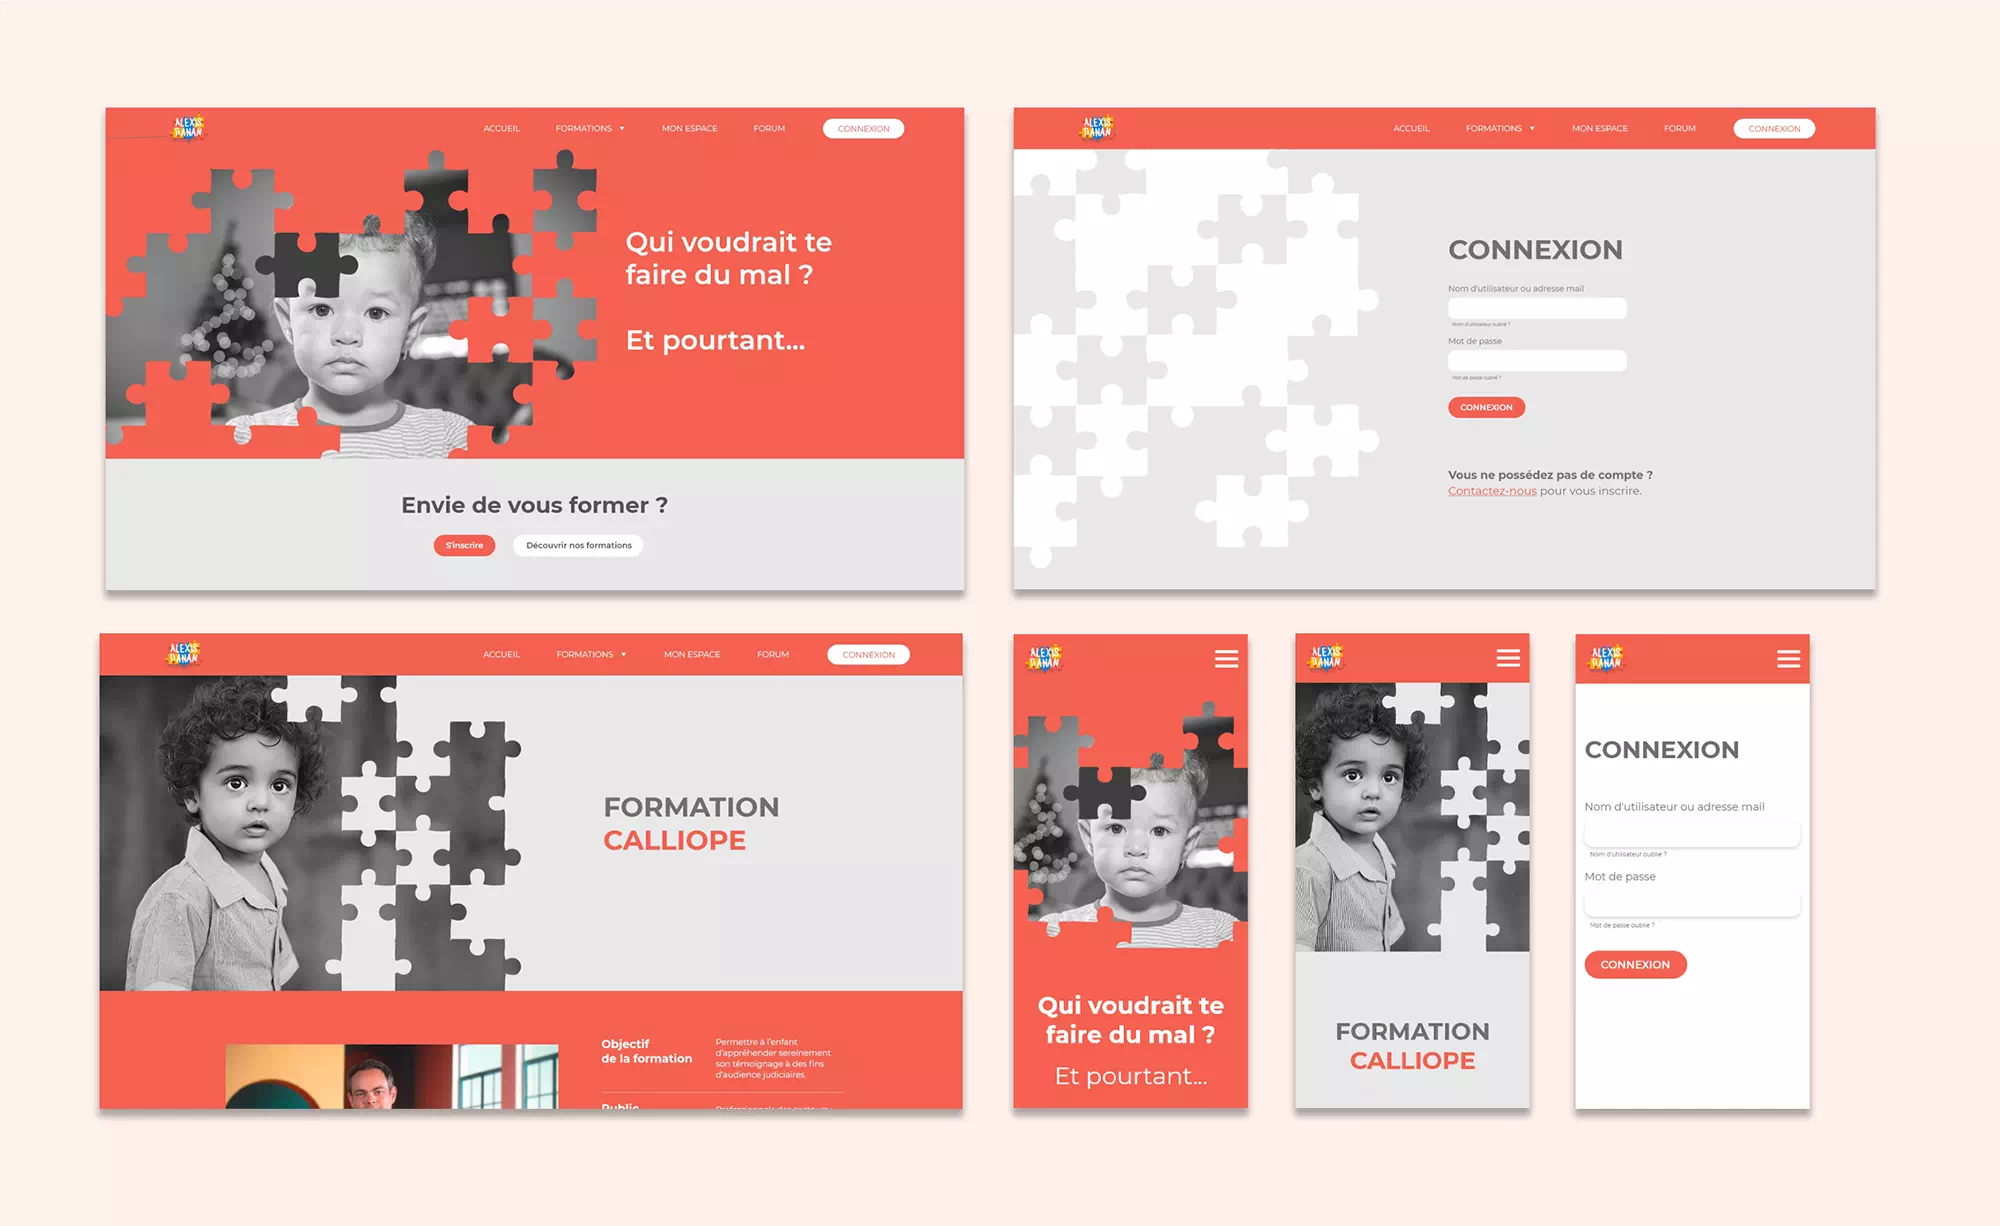 ALEXIS
DANAN
ACCUEIL
FORMATIONS
MON ESPACE
FORUM
CONNEXION
Qui voudrait te
faire du mal ?
Et pourtant...
Envie de vous former ?
S'inscrire
Découvrir nos formations
ALEXIS
DANAN
ACCUEIL
FORMATIONS
MON ESPACE
FORUM
CONNEXION
CONNEXION
Nom d'utilisateur ou adresse mail
Nom d'utilisateur oublié ?
Mot de passe
Mot de passe oublié ?
CONNEXION
Vous ne possédez pas de compte ?
Contactez-nous pour vous inscrire.
ALEXIS
DANAN
ACCUEIL
FORMATIONS
MON ESPACE
FORUM
CONNEXION
FORMATION
CALLIOPE
Objectif
de la formation
Permettre à l'enfant
d'appréhender sereinement
son témoignage à des fins
d'audience judiciaires.
Public
ALEXIS
DANAN
Qui voudrait te
faire du mal ?
Et pourtant...
ALEXIS
DANAN
FORMATION
CALLIOPE
ALEXIS
DANAN
CONNEXION
Nom d'utilisateur ou adresse mail
Nom d'utilisateur oublié ?
Mot de passe
Mot de passe oublié ?
CONNEXION